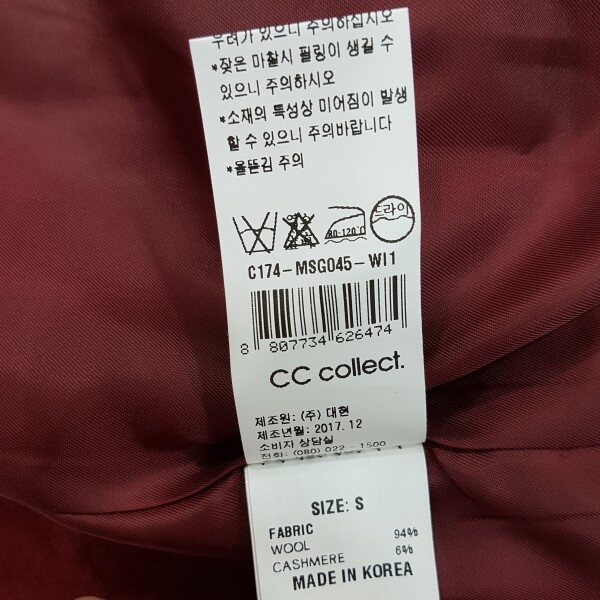 우려가 있으니 주의하십시오
*잦은 마찰시 필링이 생길 수
있으니 주의하시오
*소재의 특성상 미어짐이 발생
할 수 있으니 주의바랍니다
*올뜯김 주의
드라이
80-120℃
C174-MSG045-WI1
8 807734 626474
CC collect.
제조원: (주) 대현
제조년월: 2017.12
소비자 상담실
전화: (080) 022-1500
SIZE: S
FABRIC
WOOL 94%
CASHMERE 6%
MADE IN KOREA